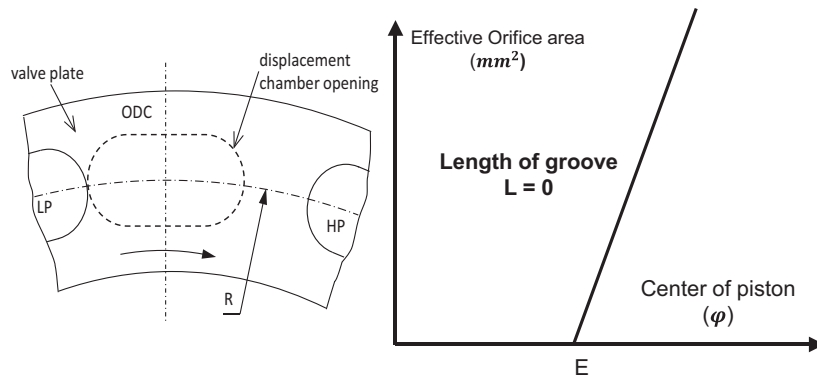 valve plate
ODC
displacement
chamber opening
LP
HP
R
Effective Orifice area
(mm²)
Length of groove
L = 0
Center of piston
(φ)
E